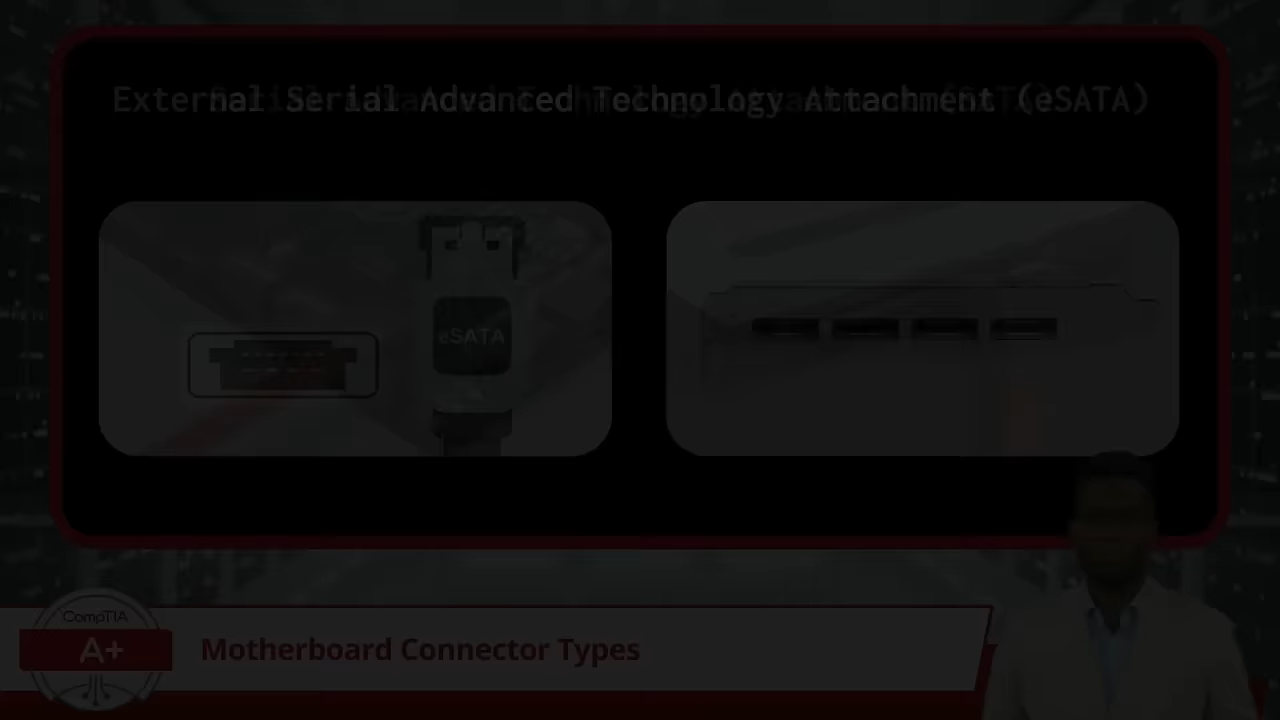 External Serial Advanced Technology Attachment (eSATA)
eSATA
CompTIA
A+
Motherboard Connector Types